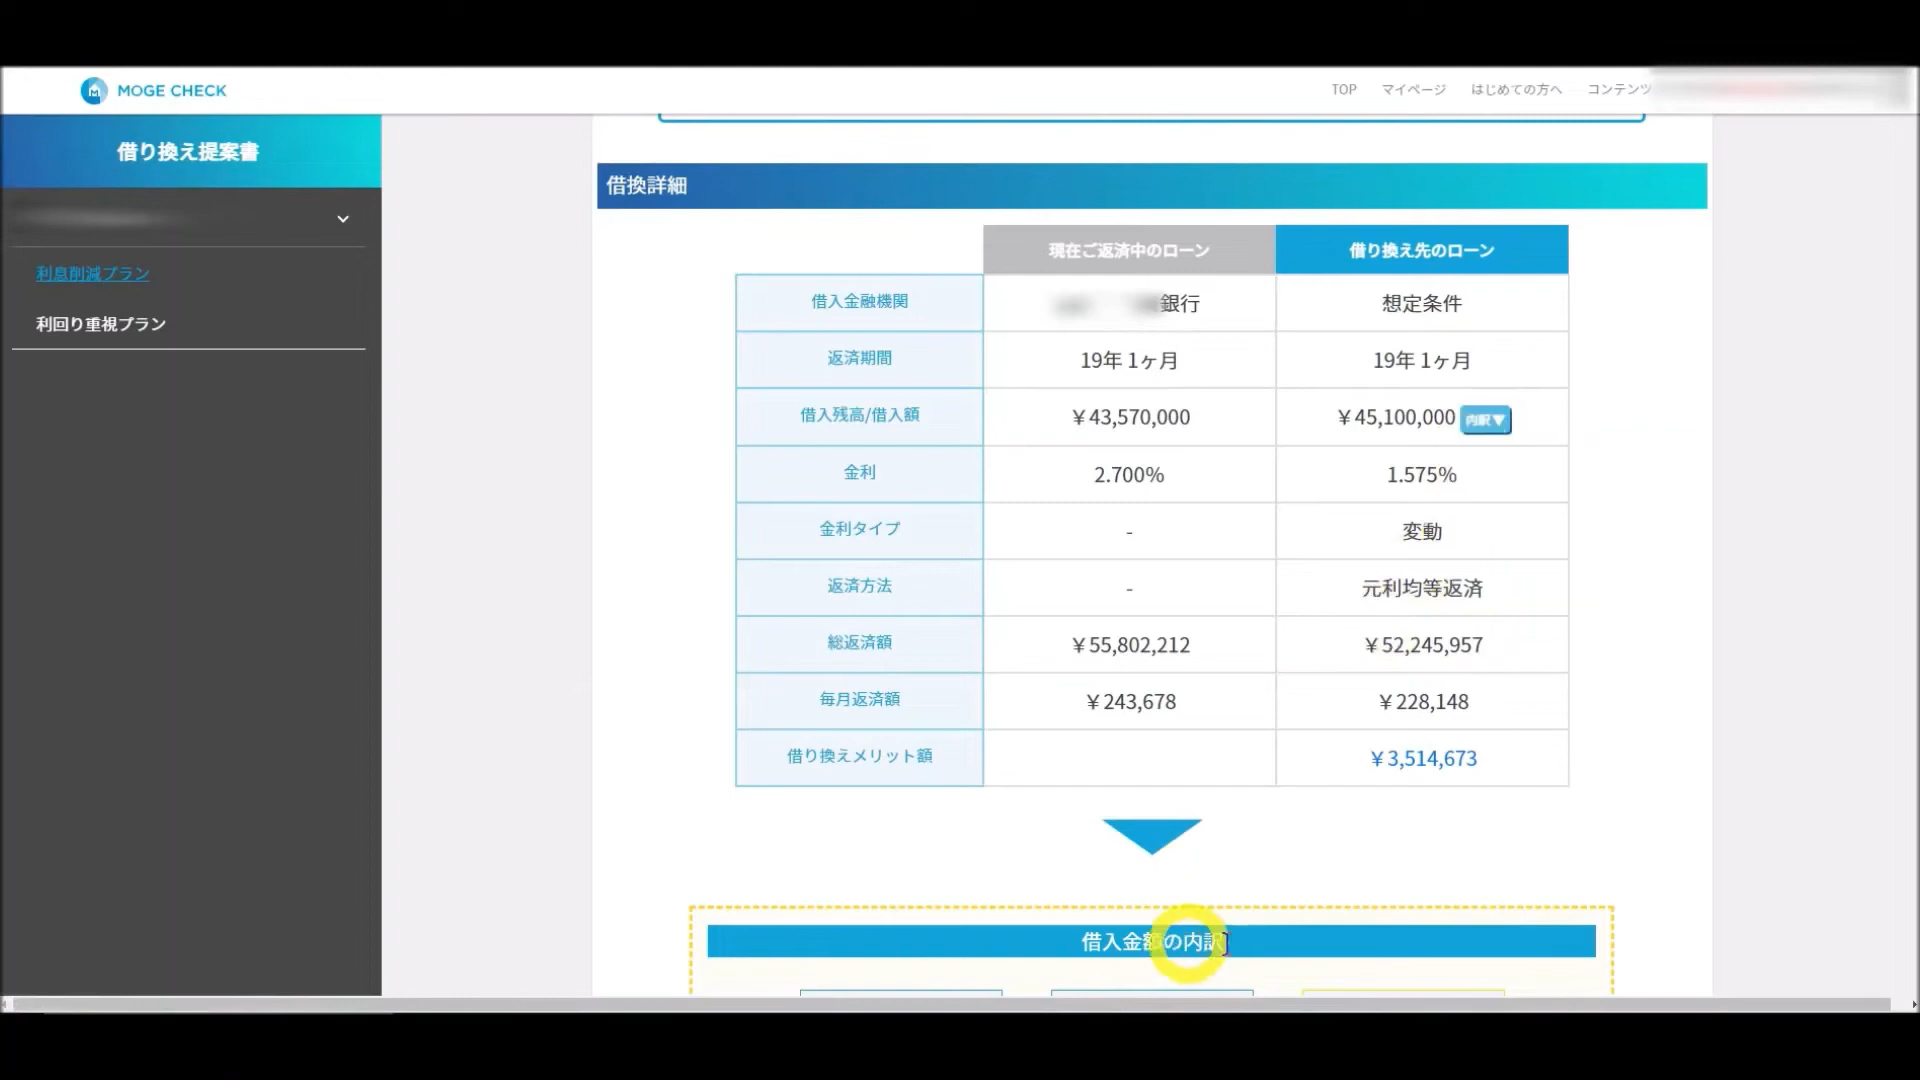 MOGE CHECK
TOP マイページ はじめての方へ コンテンツ
借り換え提案書
利息削減プラン
利回り重視プラン
借換詳細
現在ご返済中のローン 借り換え先のローン
借入金融機関 銀行 想定条件
返済期間 19年 1ヶ月 19年 1ヶ月
借入残高/借入額 ￥43,570,000 ￥45,100,000 内訳▼
金利 2.700% 1.575%
金利タイプ - 変動
返済方法 - 元利均等返済
総返済額 ￥55,802,212 ￥52,245,957
毎月返済額 ￥243,678 ￥228,148
借り換えメリット額 ￥3,514,673
借入金額の内訳